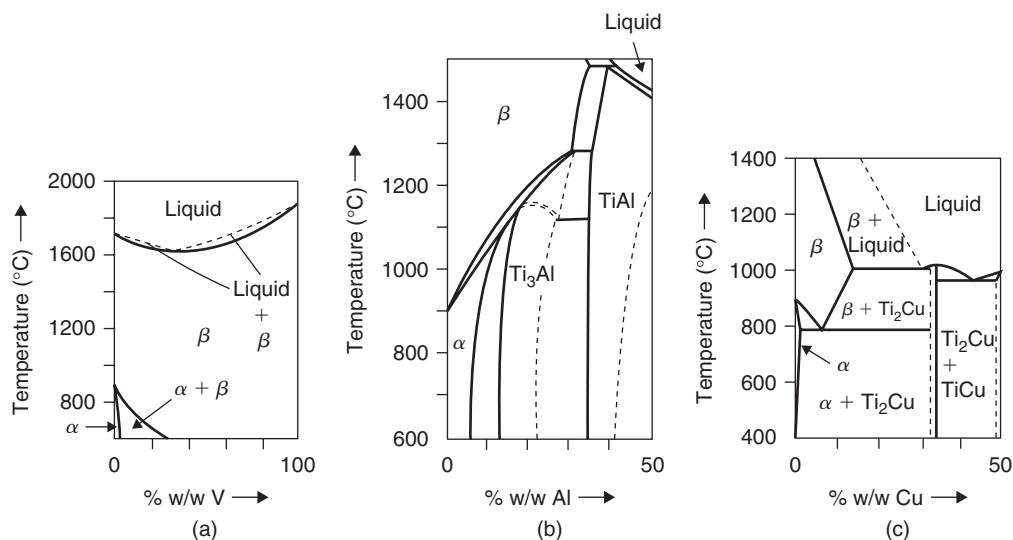 2000
1600
1200
800
Temperature (°C)
Liquid
Liquid
+
β
β
α + β
α
0
100
% w/w V
(a)
Liquid
1400
1200
1000
800
600
Temperature (°C)
β
TiAl
Ti₃Al
α
0
50
% w/w Al
(b)
1400
1200
1000
800
600
400
Temperature (°C)
β +
Liquid
Liquid
β
β + Ti₂Cu
α
Ti₂Cu
+
TiCu
α + Ti₂Cu
0
50
% w/w Cu
(c)